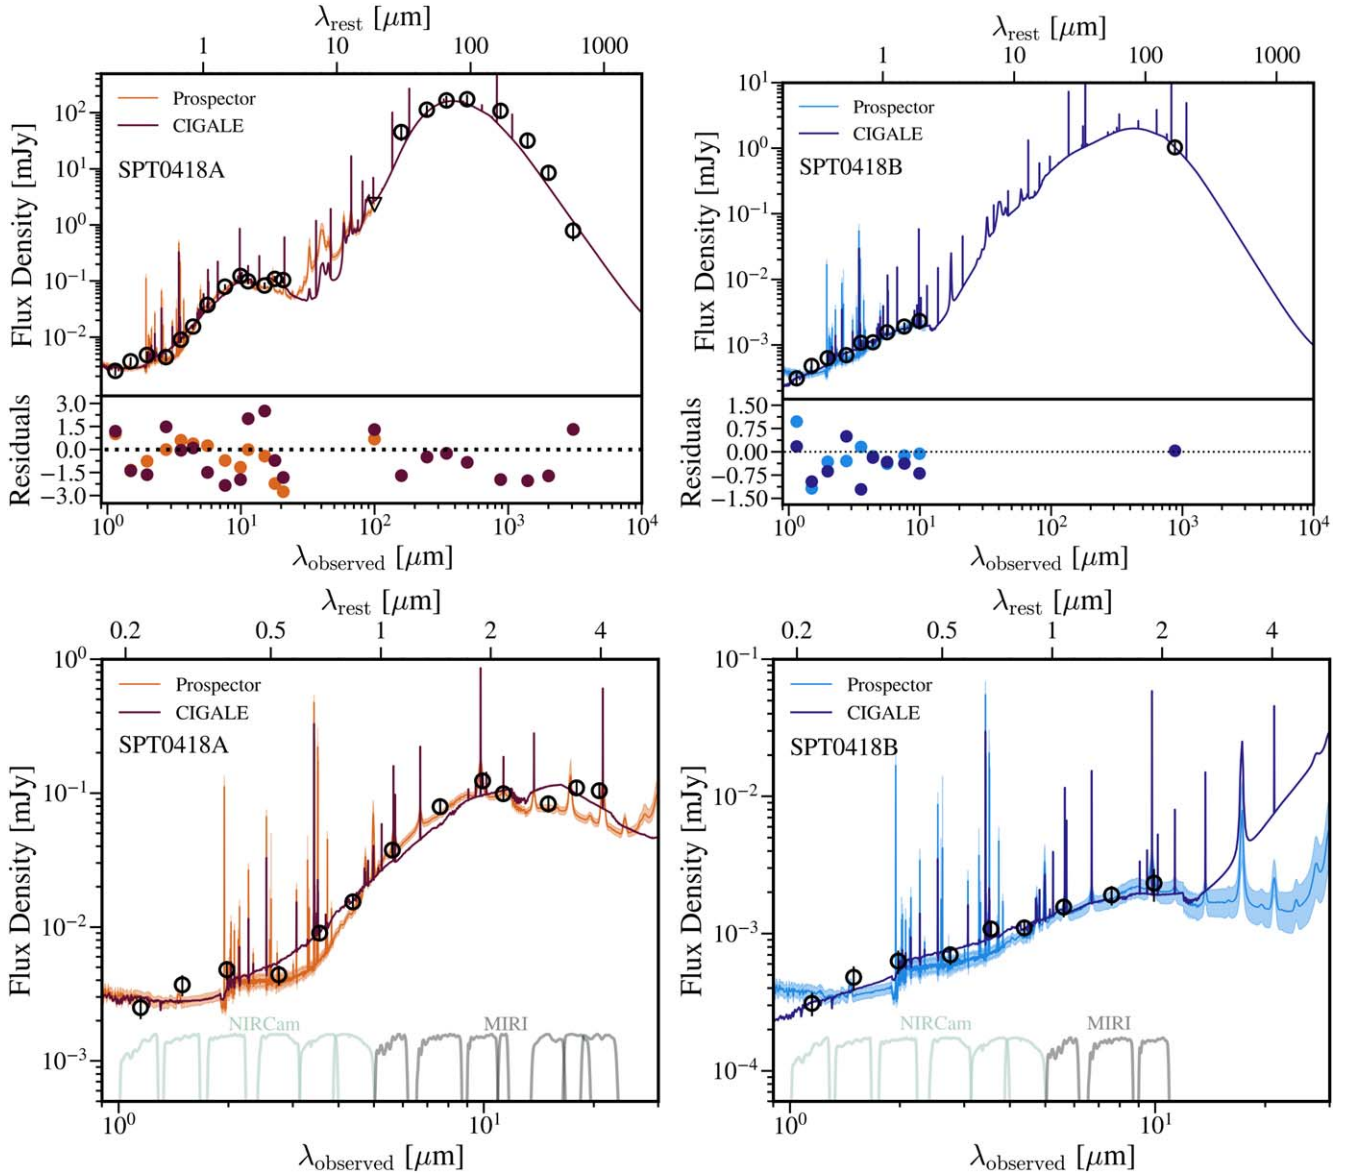 λrest [μm]
1 10 100 1000
10² 10¹ 10⁰ 10⁻¹ 10⁻²
Flux Density [mJy]
Prospector
CIGALE
SPT0418A
3.0 1.5 0.0 −1.5 −3.0
Residuals
10⁰ 10¹ 10² 10³ 10⁴
λobserved [μm]
λrest [μm]
1 10 100 1000
10¹ 10⁰ 10⁻¹ 10⁻² 10⁻³
Flux Density [mJy]
Prospector
CIGALE
SPT0418B
1.50 0.75 0.00 −0.75 −1.50
Residuals
10⁰ 10¹ 10² 10³ 10⁴
λobserved [μm]
λrest [μm]
0.2 0.5 1 2 4
10⁰ 10⁻¹ 10⁻² 10⁻³
Flux Density [mJy]
Prospector
CIGALE
SPT0418A
NIRCam MIRI
10⁰ 10¹
λobserved [μm]
λrest [μm]
0.2 0.5 1 2 4
10⁻¹ 10⁻² 10⁻³ 10⁻⁴
Flux Density [mJy]
Prospector
CIGALE
SPT0418B
NIRCam MIRI
10⁰ 10¹
λobserved [μm]